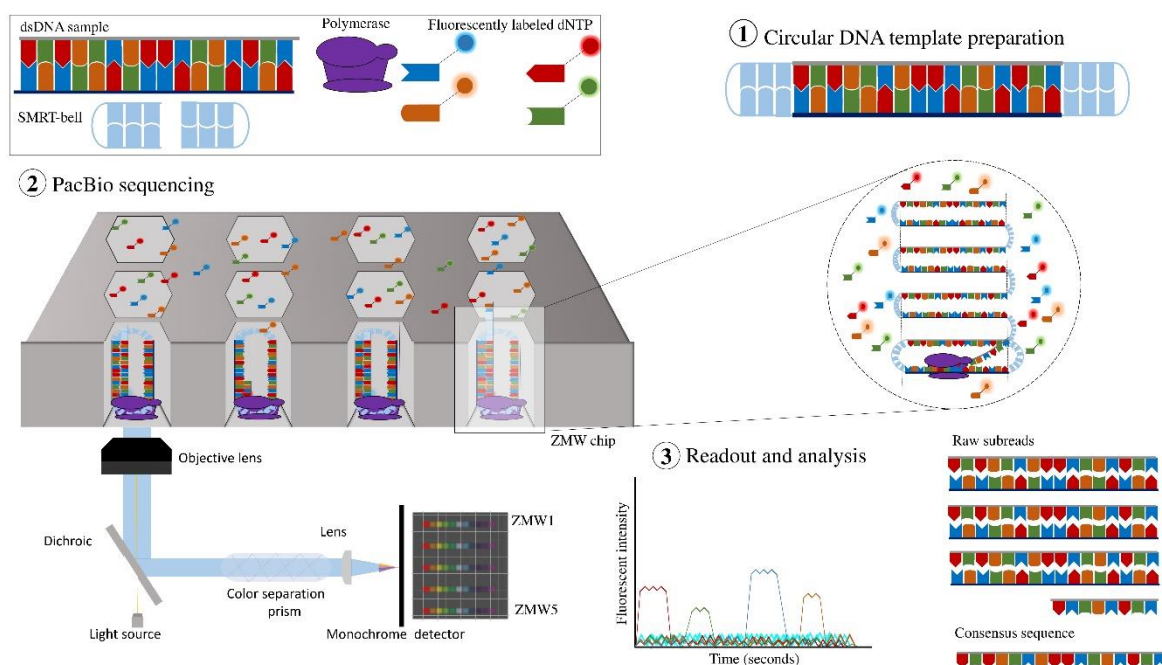 dsDNA sample
Polymerase
Fluorescently labeled dNTP
SMRT-bell
1 Circular DNA template preparation
2 PacBio sequencing
ZMW chip
Objective lens
Dichroic
Lens
Color separation
prism
Light source
Monochrome detector
ZMW1
ZMW5
3 Readout and analysis
Fluorescent intensity
Time (seconds)
Raw subreads
Consensus sequence